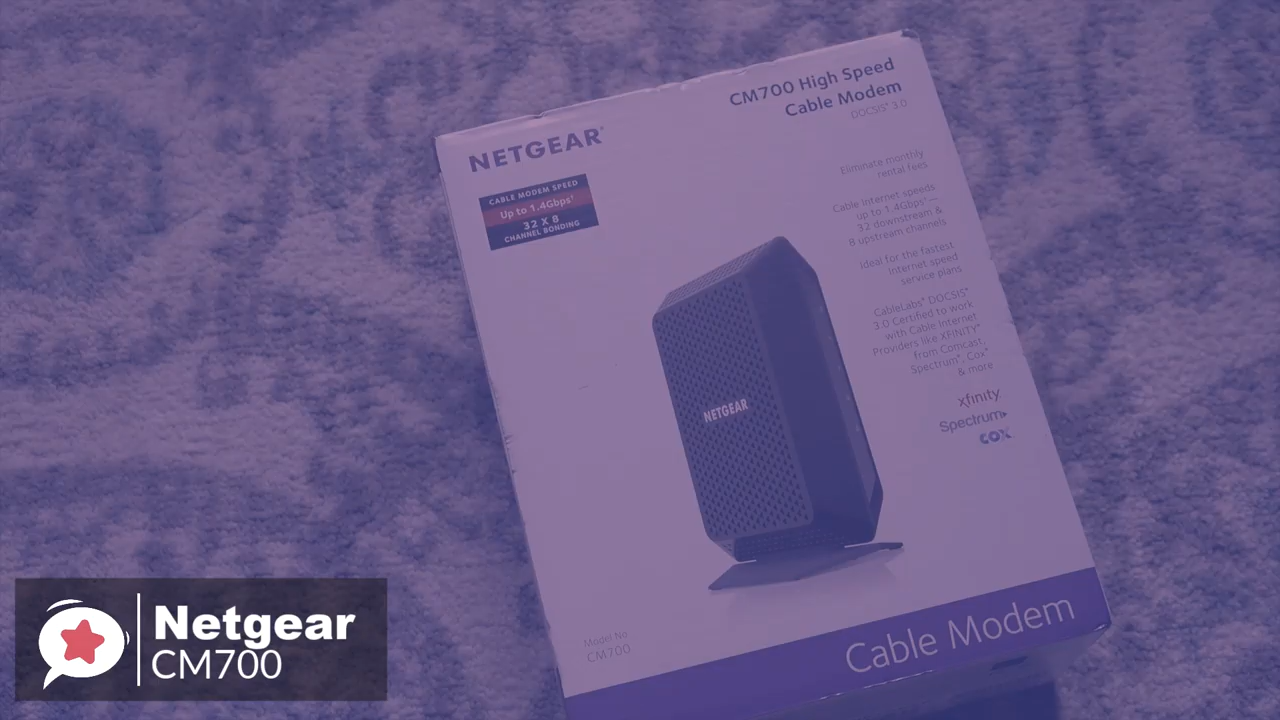 NETGEAR®
CABLE MODEM SPEED
Up to 1.4Gbps†
32 X 8
CHANNEL BONDING
CM700 High Speed
Cable Modem
DOCSIS® 3.0
Eliminate monthly
rental fees
Cable Internet speeds
up to 1.4Gbps†—
32 downstream &
8 upstream channels
Ideal for the fastest
Internet speed
service plans
CableLabs® DOCSIS®
3.0 Certified to work
with Cable Internet
Providers like XFINITY®
from Comcast,
Spectrum™, Cox®
& more
xfinity
Spectrum
COX
NETGEAR
Model No
CM700
Cable Modem
Netgear
CM700